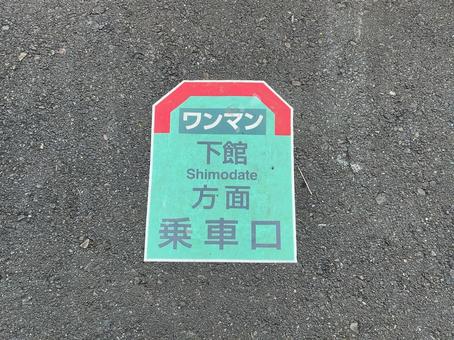 ワンマン
下館
Shimodate
方面
乗車口